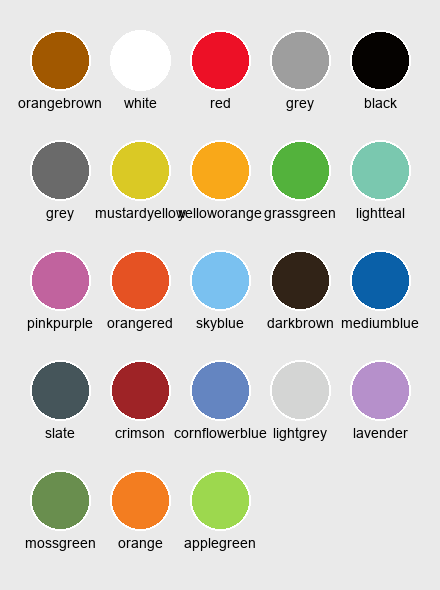 orangebrown white red grey black
grey mustardyellow yelloworange grassgreen lightteal
pinkpurple orangered skyblue darkbrown mediumblue
slate crimson cornflowerblue lightgrey lavender
mossgreen orange applegreen